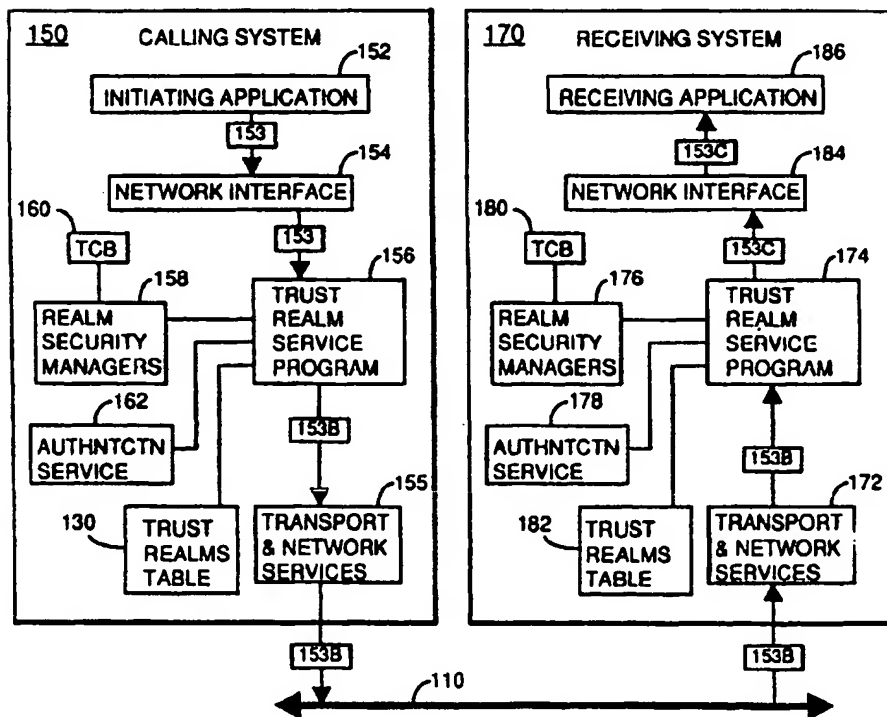 150 CALLING SYSTEM
152
INITIATING APPLICATION
153
154
NETWORK INTERFACE
160
153
TCB
156
158
REALM
SECURITY
MANAGERS
TRUST
REALM
SERVICE
PROGRAM
162
AUTHNTCTN
SERVICE
153B
155
130
TRUST
REALMS
TABLE
TRANSPORT
& NETWORK
SERVICES
153B
110
170 RECEIVING SYSTEM
186
RECEIVING APPLICATION
153C
184
NETWORK INTERFACE
180
153C
TCB
174
176
REALM
SECURITY
MANAGERS
TRUST
REALM
SERVICE
PROGRAM
178
AUTHNTCTN
SERVICE
153B
172
182
TRUST
REALMS
TABLE
TRANSPORT
& NETWORK
SERVICES
153B